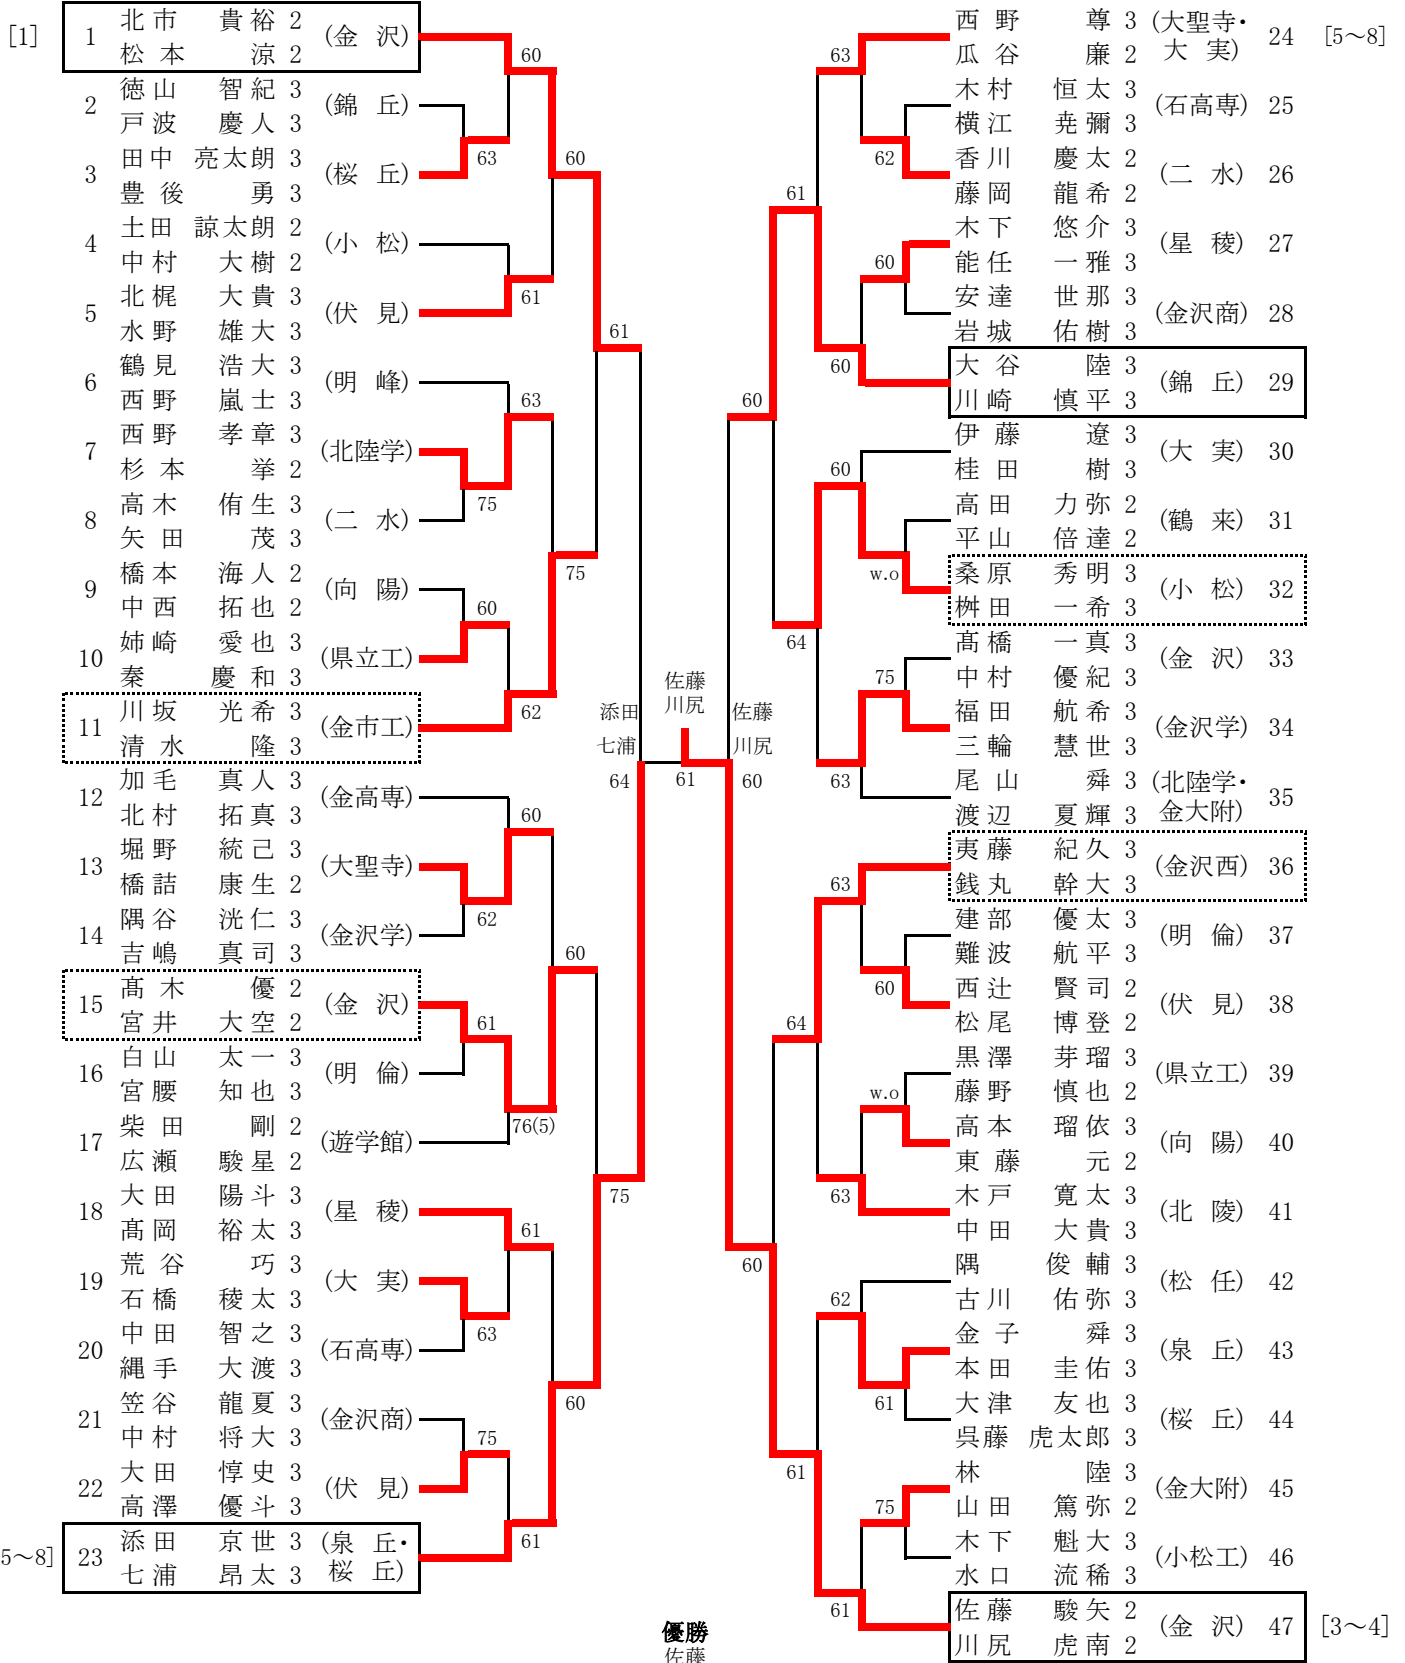 [1] 1 北市 貴裕 2 (金 沢)
松本 涼 2
60
2 徳山 智紀 3 (錦 丘)
戸波 慶人 3
63
3 田中 亮太朗 3 (桜 丘)
豊後 勇 3
60
4 土田 諒太朗 2 (小 松)
中村 大樹 2
61
5 北梶 大貴 3 (伏 見)
水野 雄大 3
61
6 鶴見 浩大 3 (明 峰)
西野 嵐士 3
63
7 西野 孝章 3 (北陸学)
杉本 挙 2
75
8 高木 侑生 3 (二 水)
矢田 茂 3
75
9 橋本 海人 2 (向 陽)
中西 拓也 2
60
10 姉崎 愛也 3 (県立工)
秦 慶和 3
62
11 川坂 光希 3 (金市工)
清水 隆 3
添田
七浦
64
12 加毛 真人 3 (金高専)
北村 拓真 3
60
13 堀野 統己 3 (大聖寺)
橋詰 康生 2
62
14 隅谷 洸仁 3 (金沢学)
吉嶋 真司 3
60
15 髙木 優 2 (金 沢)
宮井 大空 2
61
16 白山 太一 3 (明 倫)
宮腰 知也 3
76(5)
17 柴田 剛 2 (遊学館)
広瀬 駿星 2
75
18 大田 陽斗 3 (星 稜)
髙岡 裕太 3
61
19 荒谷 巧 3 (大 実)
石橋 稜太 3
63
20 中田 智之 3 (石高専)
縄手 大渡 3
60
21 笠谷 龍夏 3 (金沢商)
中村 将大 3
75
22 大田 惇史 3 (伏 見)
高澤 優斗 3
61
5～8] 23 添田 京世 3 (泉 丘・
七浦 昂太 3 桜 丘)
佐藤
川尻
61
優勝
佐藤
西野 尊 3 (大聖寺・ 24 [5～8]
瓜谷 廉 2 大 実)
63
木村 恒太 3 (石高専) 25
横江 尭彌 3
62
香川 慶太 2 (二 水) 26
藤岡 龍希 2
61
木下 悠介 3 (星 稜) 27
能任 一雅 3
60
安達 世那 3 (金沢商) 28
岩城 佑樹 3
60
大谷 陸 3 (錦 丘) 29
川崎 慎平 3
60
伊藤 遼 3 (大 実) 30
桂田 樹 3
60
高田 力弥 2 (鶴 来) 31
平山 倍達 2
w.o
桑原 秀明 3 (小 松) 32
桝田 一希 3
64
髙橋 一真 3 (金 沢) 33
中村 優紀 3
75
福田 航希 3 (金沢学) 34
三輪 慧世 3
63
佐藤
川尻
60
尾山 舜 3 (北陸学・ 35
渡辺 夏輝 3 金大附)
夷藤 紀久 3 (金沢西) 36
銭丸 幹大 3
63
建部 優太 3 (明 倫) 37
難波 航平 3
60
西辻 賢司 2 (伏 見) 38
松尾 博登 2
64
黒澤 芽瑠 3 (県立工) 39
藤野 慎也 2
w.o
高本 瑠依 3 (向 陽) 40
東藤 元 2
63
木戸 寛太 3 (北 陵) 41
中田 大貴 3
60
隅 俊輔 3 (松 任) 42
古川 佑弥 3
62
金子 舜 3 (泉 丘) 43
本田 圭佑 3
61
大津 友也 3 (桜 丘) 44
呉藤 虎太郎 3
61
林 陸 3 (金大附) 45
山田 篤弥 2
75
木下 魁大 3 (小松工) 46
水口 流稀 3
61
佐藤 駿矢 2 (金 沢) 47 [3～4]
川尻 虎南 2